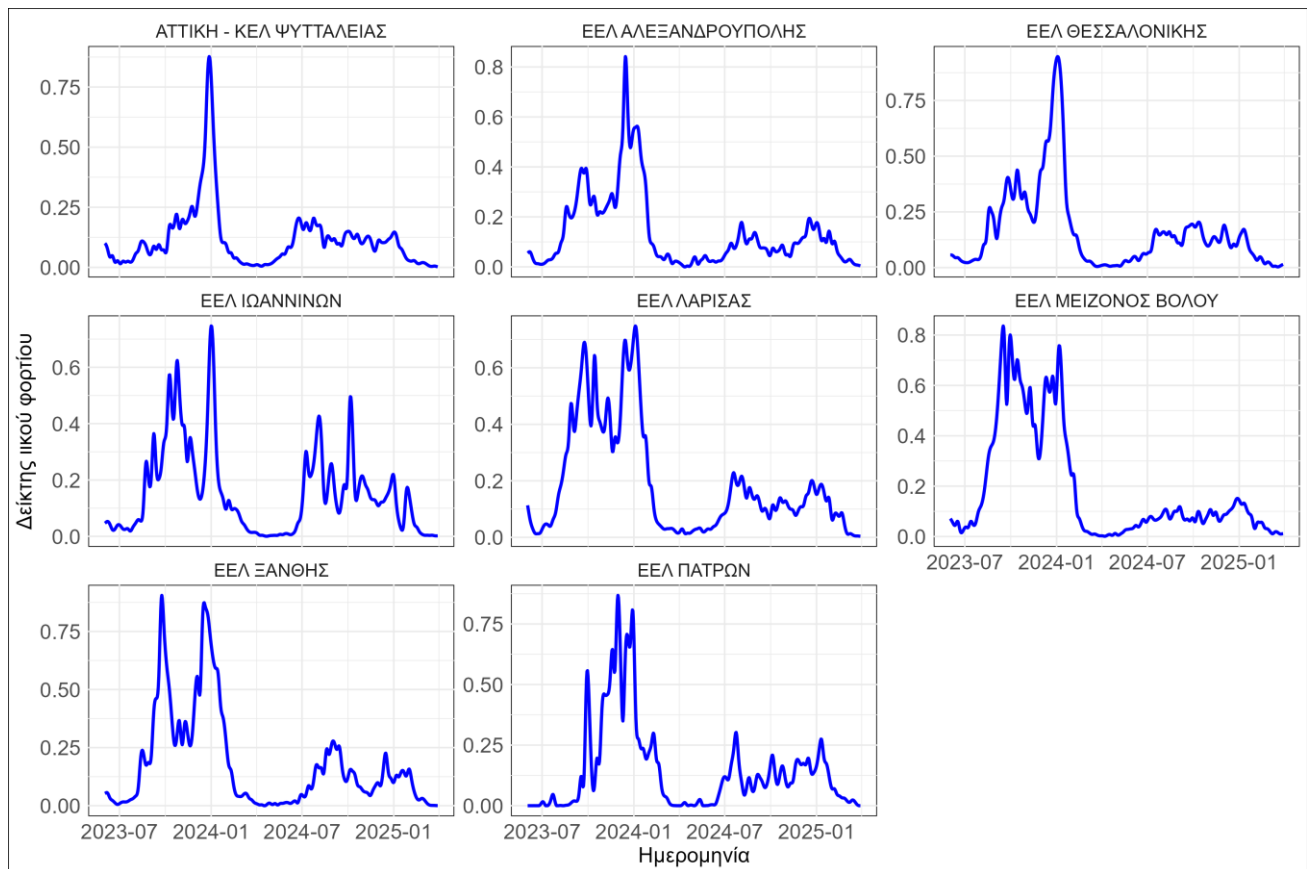 ΑΤΤΙΚΗ - ΚΕΛ ΨΥΤΤΑΛΕΙΑΣ
ΕΕΛ ΑΛΕΞΑΝΔΡΟΥΠΟΛΗΣ
ΕΕΛ ΘΕΣΣΑΛΟΝΙΚΗΣ
0.75
0.50
0.25
0.00
0.8
0.6
0.4
0.2
0.0
0.75
0.50
0.25
0.00
ΕΕΛ ΙΩΑΝΝΙΝΩΝ
ΕΕΛ ΛΑΡΙΣΑΣ
ΕΕΛ ΜΕΙΖΟΝΟΣ ΒΟΛΟΥ
Δείκτης ιικού φορτίου
0.6
0.4
0.2
0.0
0.6
0.4
0.2
0.0
0.8
0.6
0.4
0.2
0.0
2023-07 2024-01 2024-07 2025-01
ΕΕΛ ΞΑΝΘΗΣ
ΕΕΛ ΠΑΤΡΩΝ
0.75
0.50
0.25
0.00
0.75
0.50
0.25
0.00
2023-07 2024-01 2024-07 2025-01
2023-07 2024-01 2024-07 2025-01
Ημερομηνία